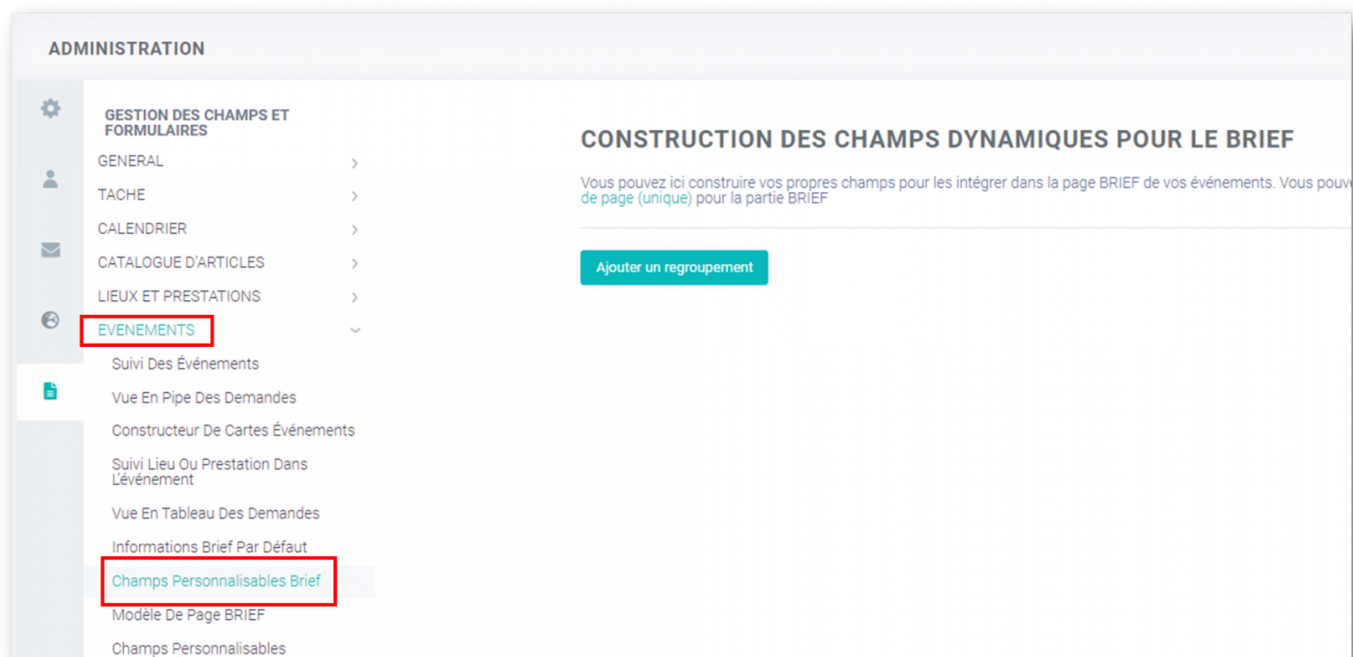 ADMINISTRATION
GESTION DES CHAMPS ET
FORMULAIRES
GENERAL
TACHE
CALENDRIER
CATALOGUE D'ARTICLES
LIEUX ET PRESTATIONS
EVENEMENTS
Suivi Des Événements
Vue En Pipe Des Demandes
Constructeur De Cartes Événements
Suivi Lieu Ou Prestation Dans
L'événement
Vue En Tableau Des Demandes
Informations Brief Par Défaut
Champs Personnalisables Brief
Modèle De Page BRIEF
Champs Personnalisables
CONSTRUCTION DES CHAMPS DYNAMIQUES POUR LE BRIEF
Vous pouvez ici construire vos propres champs pour les intégrer dans la page BRIEF de vos événements. Vous
de page (unique) pour la partie BRIEF
Ajouter un regroupement